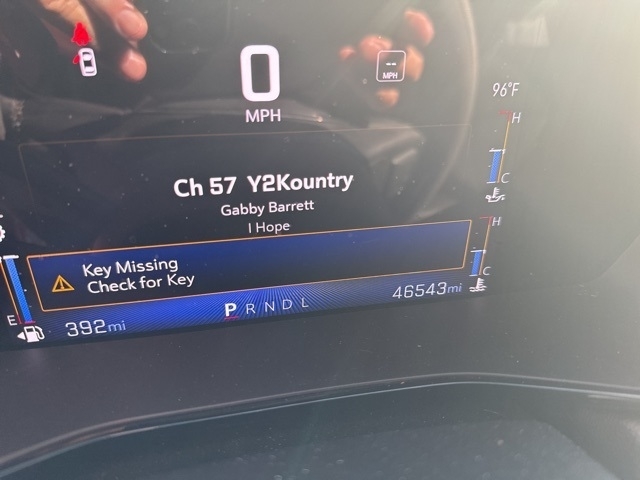 0
MPH
--
MPH
96°F
H
Ch 57 Y2Kountry
Gabby Barrett
I Hope
C
H
Key Missing
Check for Key
C
E
392mi
P R N D L
46543mi